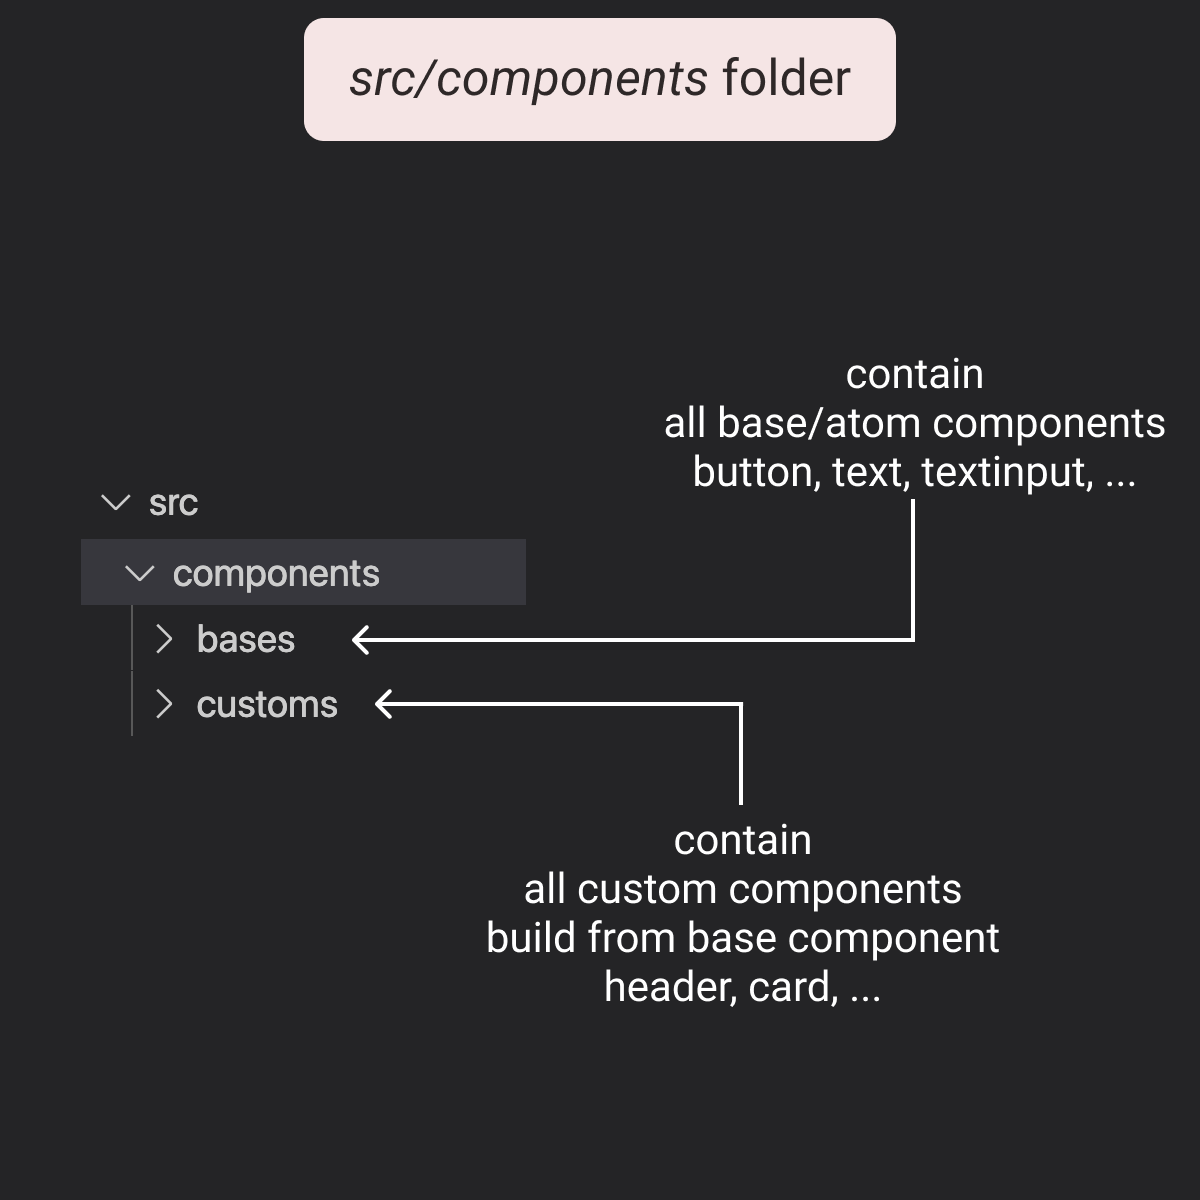 src/components folder
contain
all base/atom components
button, text, textinput, ...
src
components
bases
customs
contain
all custom components
build from base component
header, card, ...